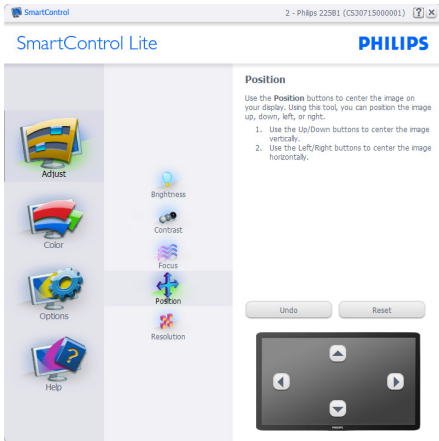 SmartControl
2 - Philips 225B1 (CS30715000001)
SmartControl Lite
PHILIPS
Adjust
Color
Options
Help
Brightness
Contrast
Focus
Position
Resolution
Position
Use the Position buttons to center the image on
your display. Using this tool, you can position the image
up, down, left, or right.
1. Use the Up/Down buttons to center the image
vertically.
2. Use the Left/Right buttons to center the image
horizontally.
Undo
Reset
PHILIPS